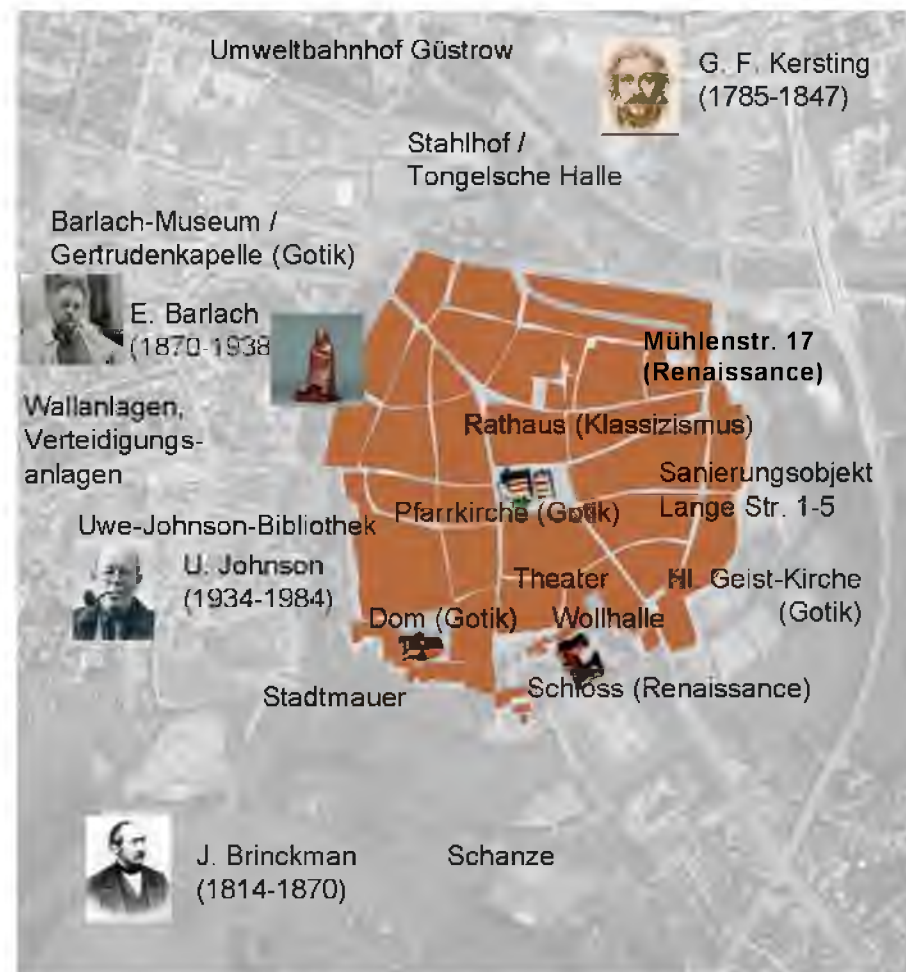 Umweltbahnhof Güstrow
G. F. Kersting
(1785-1847)
Stahlhof /
Tongelsche Halle
Barlach-Museum /
Gertrudenkapelle (Gotik)
E. Barlach
(1870-1938
Mühlenstr. 17
(Renaissance)
Wallanlagen,
Verteidigungs-
anlagen
Rathaus (Klassizismus)
Sanierungsobjekt
Lange Str. 1-5
Pfarrkirche (Gotik)
Uwe-Johnson-Bibliothek
U. Johnson
(1934-1984)
Theater
Hl. Geist-Kirche
(Gotik)
Dom (Gotik)
Wollhalle
Schloss (Renaissance)
Stadtmauer
J. Brinckman
(1814-1870)
Schanze